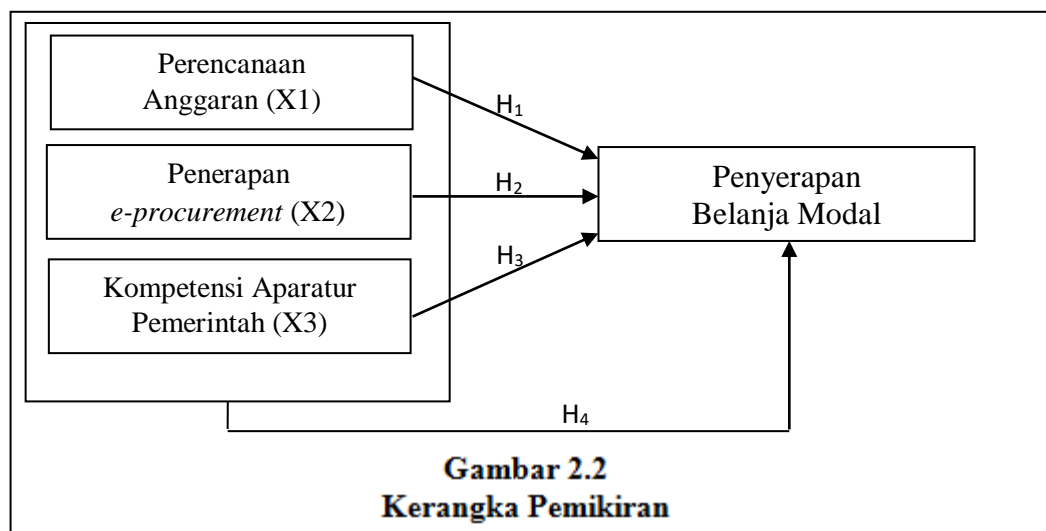 Perencanaan
Anggaran (X1)
H₁
Penerapan
e-procurement (X2)
H₂
Penyerapan
Belanja Modal
Kompetensi Aparatur
Pemerintah (X3)
H₃
H₄
Gambar 2.2
Kerangka Pemikiran